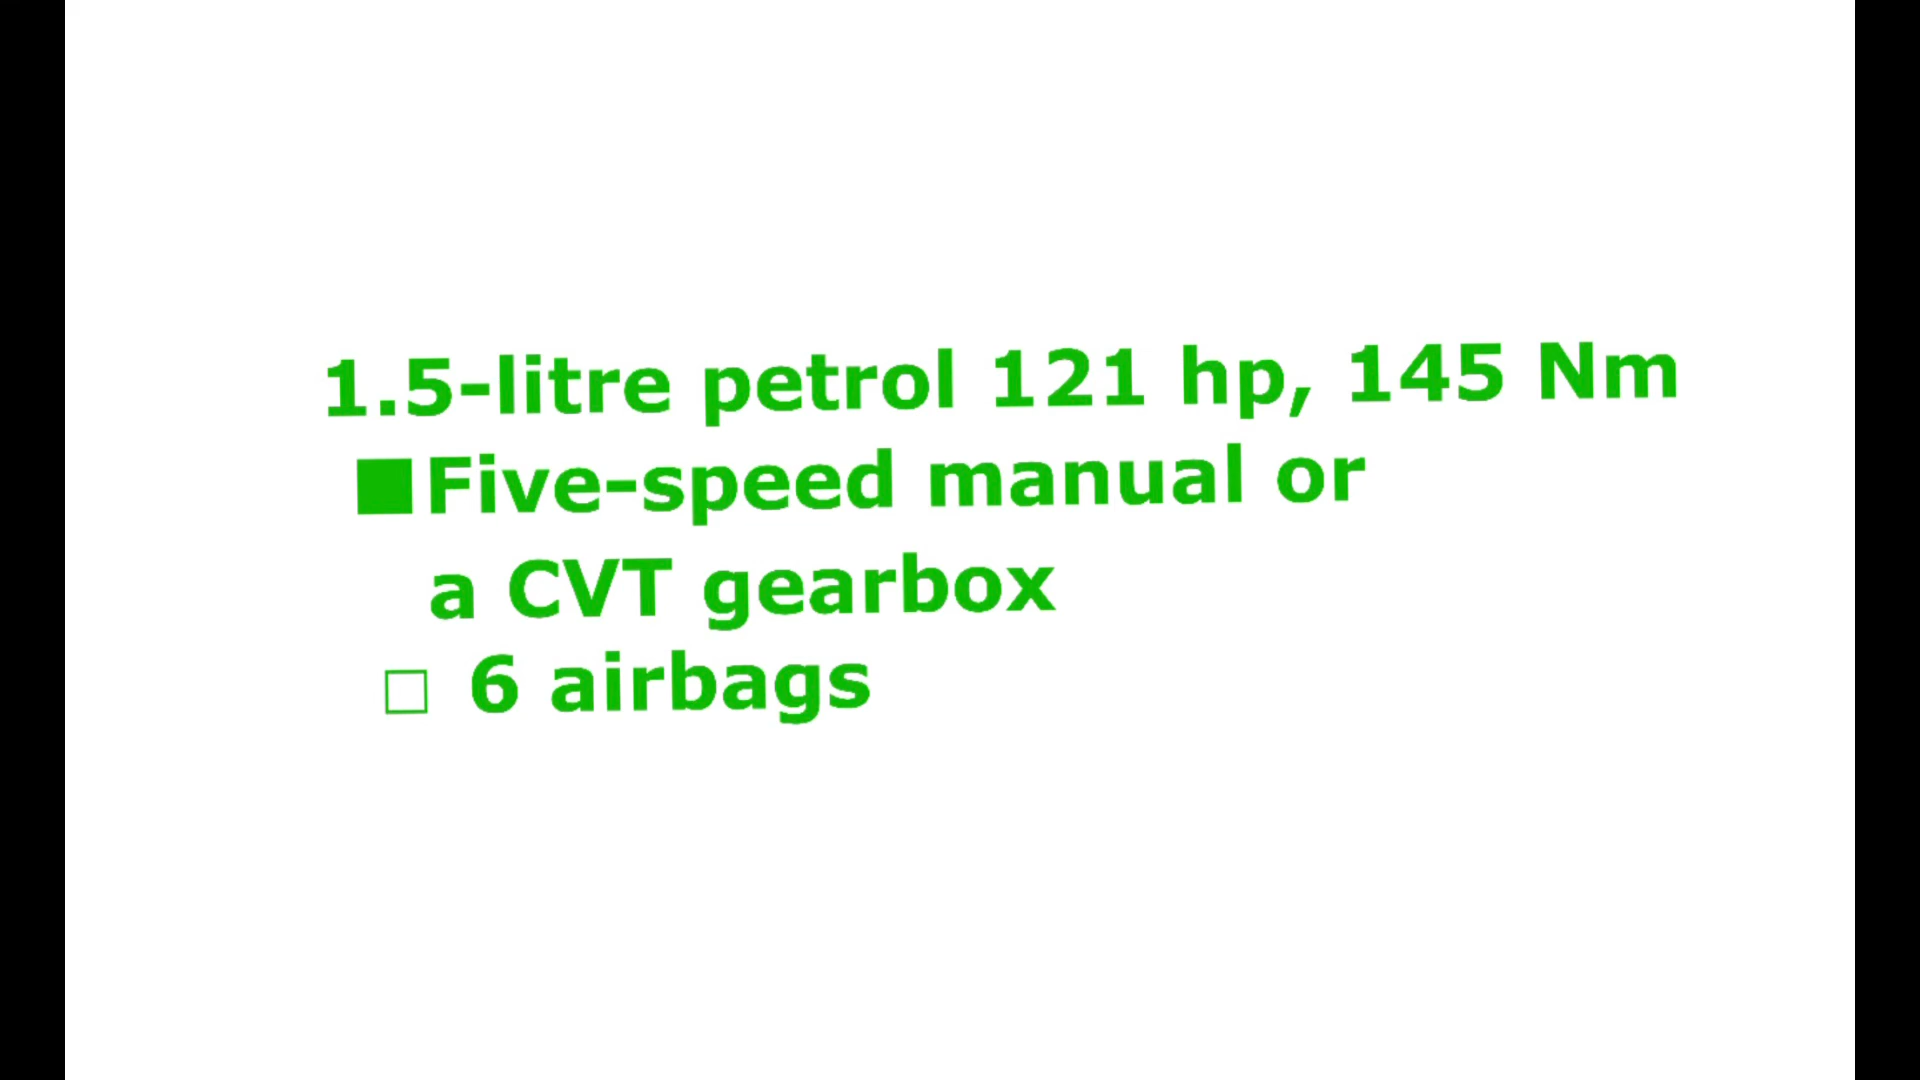 1.5-litre petrol 121 hp, 145 Nm
■Five-speed manual or
a CVT gearbox
□ 6 airbags